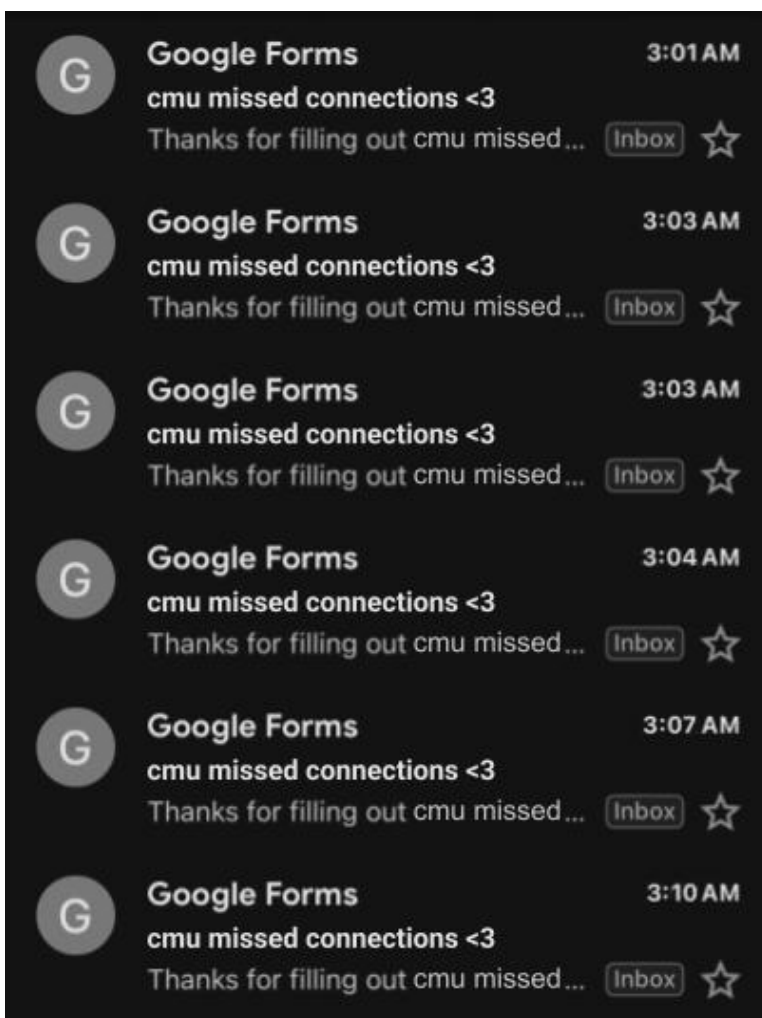 G
Google Forms
3:01 AM
cmu missed connections <3
Thanks for filling out cmu missed...
Inbox
G
Google Forms
3:03 AM
cmu missed connections <3
Thanks for filling out cmu missed...
Inbox
G
Google Forms
3:03 AM
cmu missed connections <3
Thanks for filling out cmu missed...
Inbox
G
Google Forms
3:04 AM
cmu missed connections <3
Thanks for filling out cmu missed...
Inbox
G
Google Forms
3:07 AM
cmu missed connections <3
Thanks for filling out cmu missed...
Inbox
G
Google Forms
3:10 AM
cmu missed connections <3
Thanks for filling out cmu missed...
Inbox